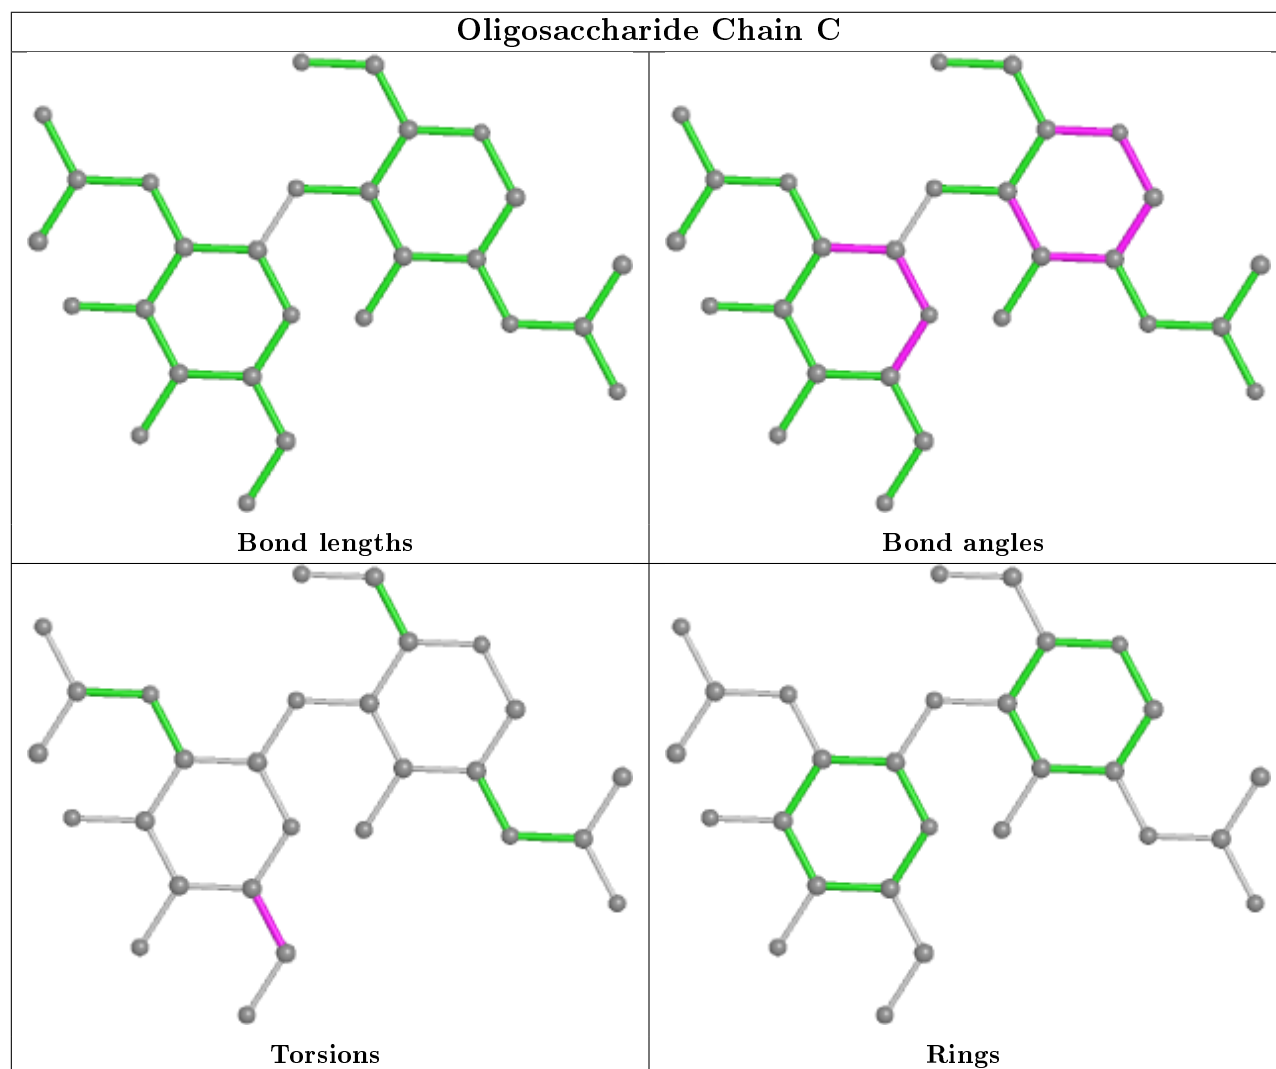 Oligosaccharide Chain C
Bond lengths
Bond angles
Torsions
Rings